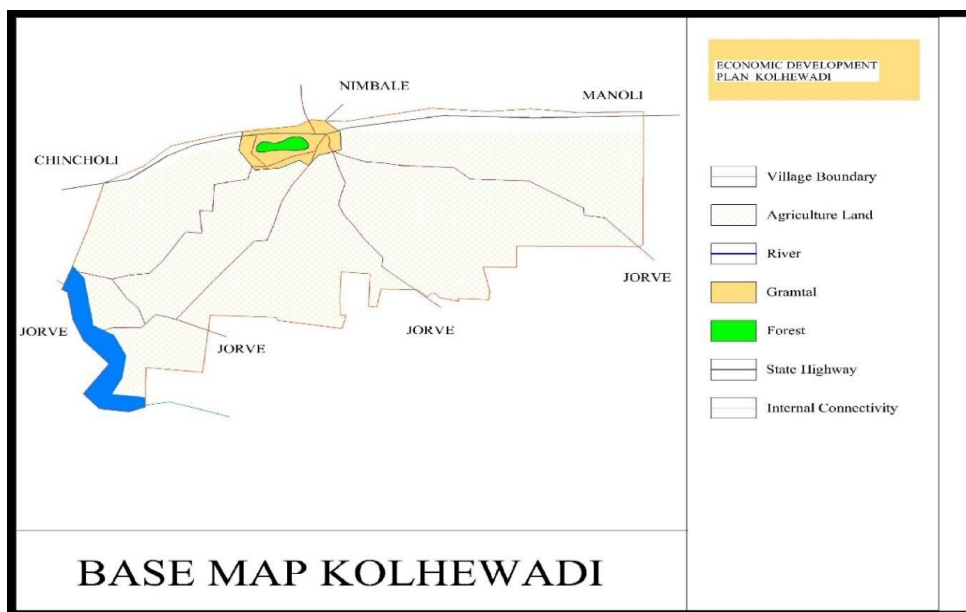 NIMBALE
MANOLI
CHINCHOLI
JORVE
JORVE
JORVE
JORVE
ECONOMIC DEVELOPMENT
PLAN KOLHEWADI
Village Boundary
Agriculture Land
River
Gramtal
Forest
State Highway
Internal Connectivity
BASE MAP KOLHEWADI